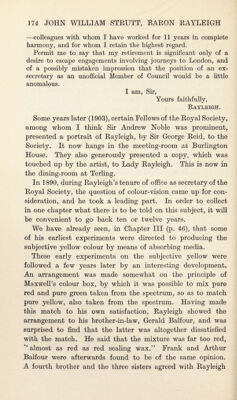 174 JOHN WILLIAM STRUTT, BARON RAYLEIGH
—colleagues with whom I have worked for 11 years in complete
harmony, and for whom I retain the highest regard.
Permit me to say that my retirement is significant only of a
desire to escape engagements involving journeys to London, and
of a possibly mistaken impression that the position of an ex-
secretary as an unofficial Member of Council would be a little
anomalous.
I am, Sir,
Yours faithfully,
RAYLEIGH.
Some years later (1903), certain Fellows of the Royal Society,
among whom I think Sir Andrew Noble was prominent,
presented a portrait of Rayleigh, by Sir George Reid, to the
Society. It now hangs in the meeting-room at Burlington
House. They also generously presented a copy, which was
touched up by the artist, to Lady Rayleigh. This is now in
the dining-room at Terling.
In 1890, during Rayleigh's tenure of office as secretary of the
Royal Society, the question of colour-vision came up for con-
sideration, and he took a leading part. In order to collect
in one chapter what there is to be told on this subject, it will
be convenient to go back ten or twelve years.
We have already seen, in Chapter III (p. 46), that some
of his earliest experiments were directed to producing the
subjective yellow colour by means of absorbing media.
These early experiments on the subjective yellow were
followed a few years later by an interesting development.
An arrangement was made somewhat on the principle of
Maxwell's colour box, by which it was possible to mix pure
red and pure green taken from the spectrum, so as to match
pure yellow, also taken from the spectrum. Having made
this match to his own satisfaction, Rayleigh showed the
arrangement to his brother-in-law, Gerald Balfour, and was
surprised to find that the latter was altogether dissatisfied
with the match. He said that the mixture was far too red,
"almost as red as red sealing wax." Frank and Arthur
Balfour were afterwards found to be of the same opinion.
A fourth brother and the three sisters agreed with Rayleigh